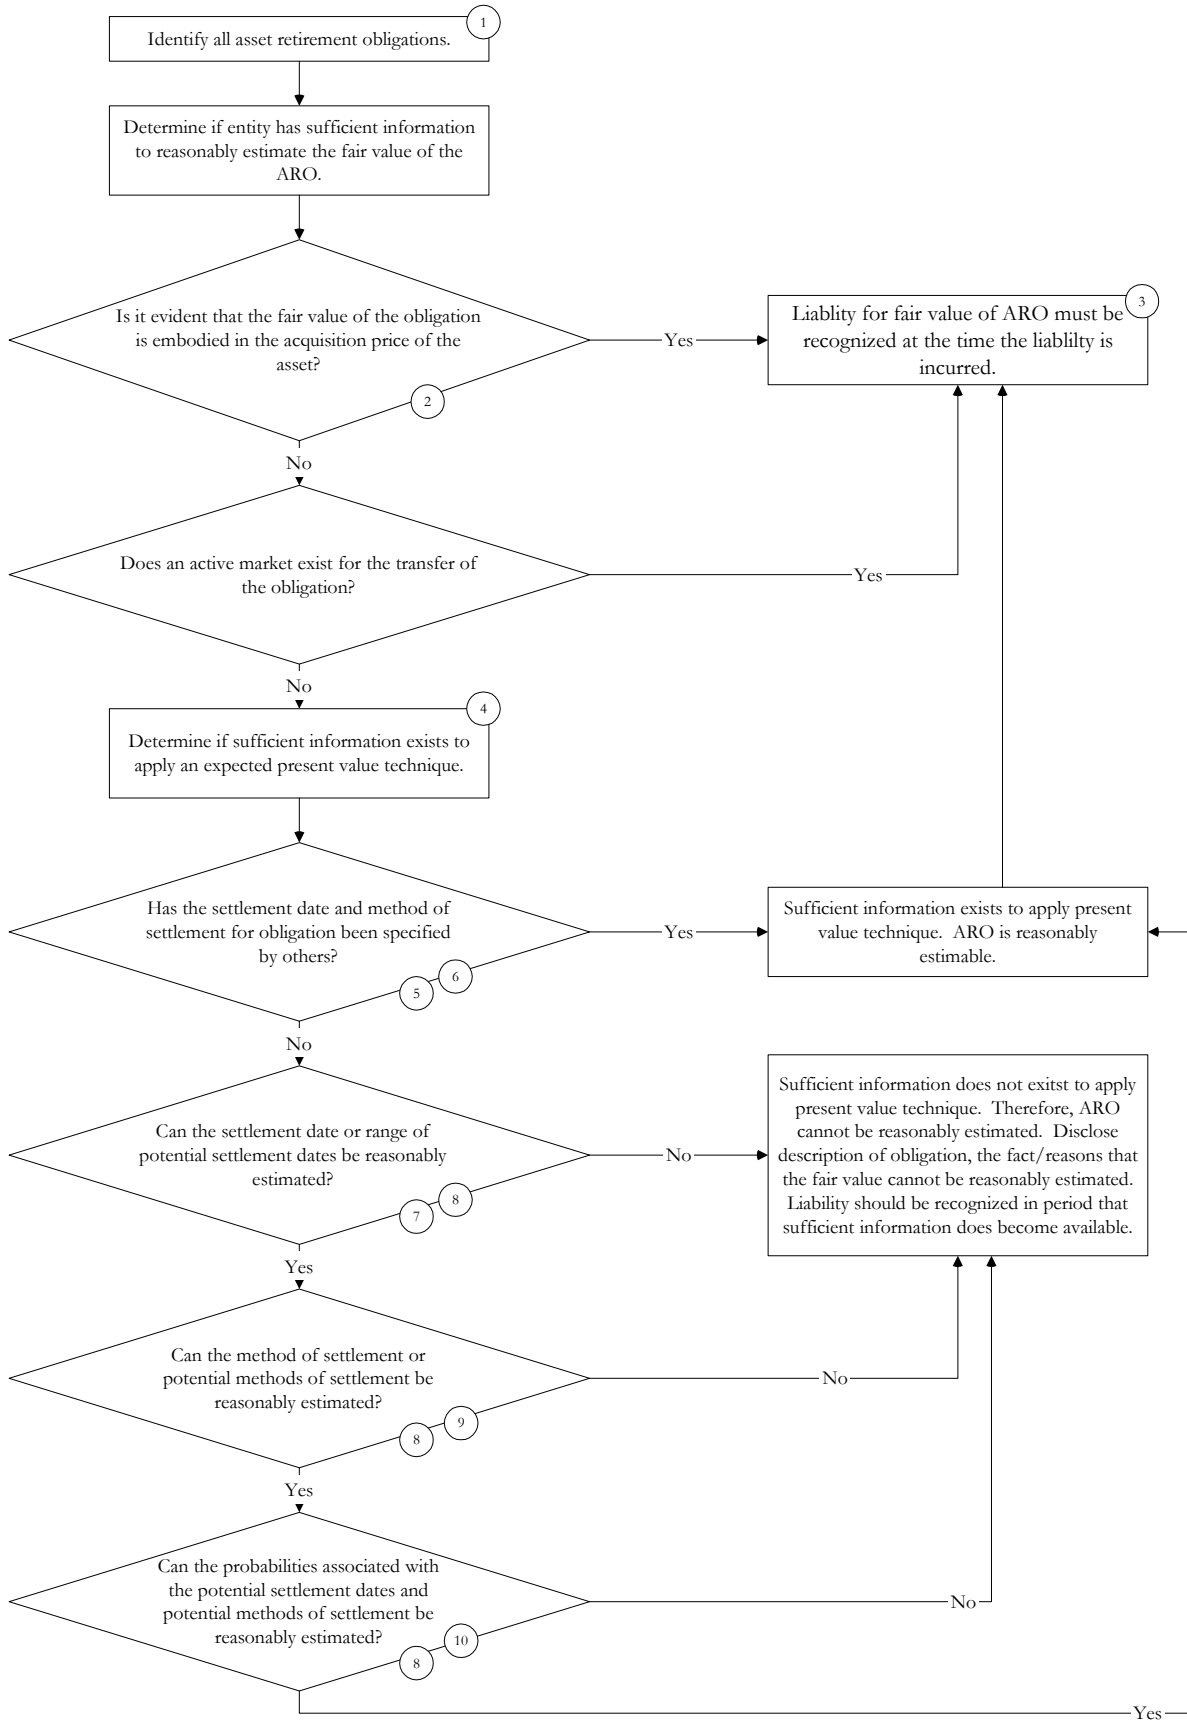 1
Identify all asset retirement obligations.
Determine if entity has sufficient information
to reasonably estimate the fair value of the
ARO.
Is it evident that the fair value of the obligation
is embodied in the acquisition price of the
asset?
2
Yes
3
Liablity for fair value of ARO must be
recognized at the time the liablilty is
incurred.
No
Does an active market exist for the transfer of
the obligation?
Yes
No
4
Determine if sufficient information exists to
apply an expected present value technique.
Has the settlement date and method of
settlement for obligation been specified
by others?
5
6
Yes
Sufficient information exists to apply present
value technique.  ARO is reasonably
estimable.
No
Can the settlement date or range of
potential settlement dates be reasonably
estimated?
7
8
No
Sufficient information does not exitst to apply
present value technique.  Therefore, ARO
cannot be reasonably estimated.  Disclose
description of obligation, the fact/reasons that
the fair value cannot be reasonably estimated.
Liability should be recognized in period that
sufficient information does become available.
Yes
Can the method of settlement or
potential methods of settlement be
reasonably estimated?
8
9
No
Yes
Can the probabilities associated with
the potential settlement dates and
potential methods of settlement be
reasonably estimated?
8
10
No
Yes